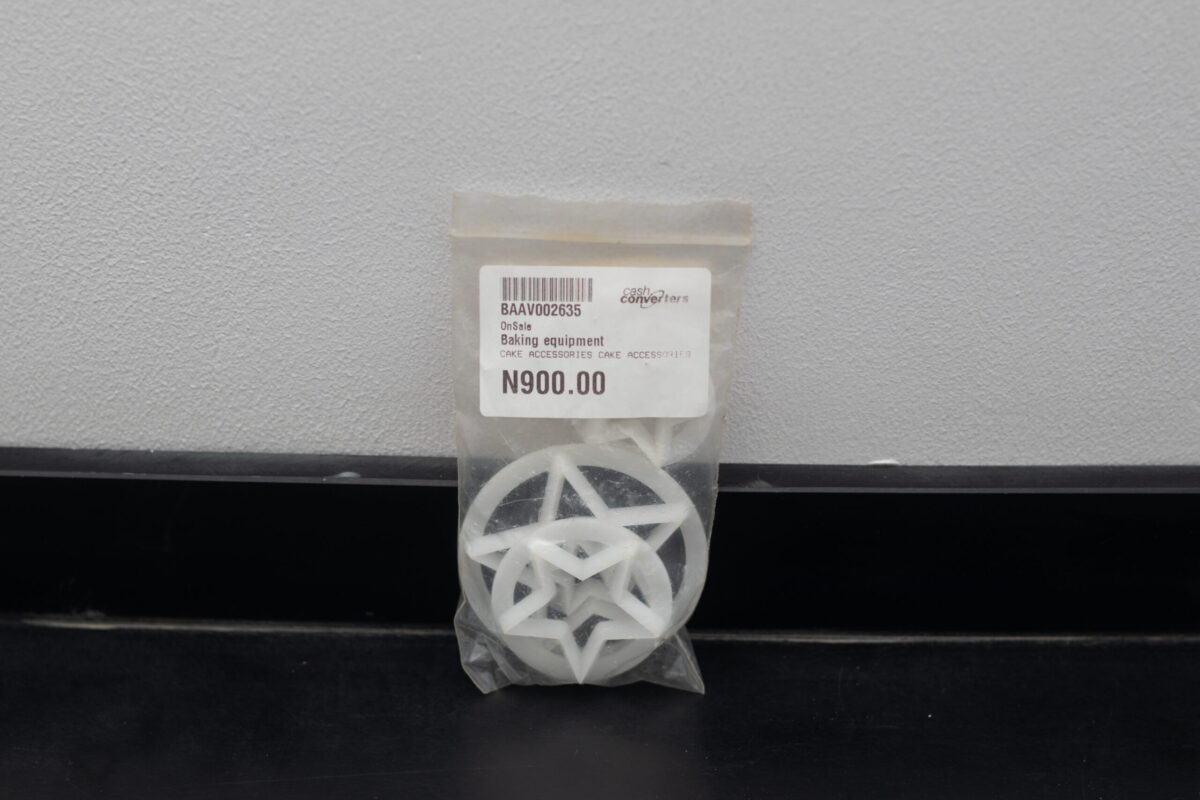 cash
converters
BAAV002635
OnSale
Baking equipment
CAKE ACCESSORIES CAKE ACCESSORIES
N900.00